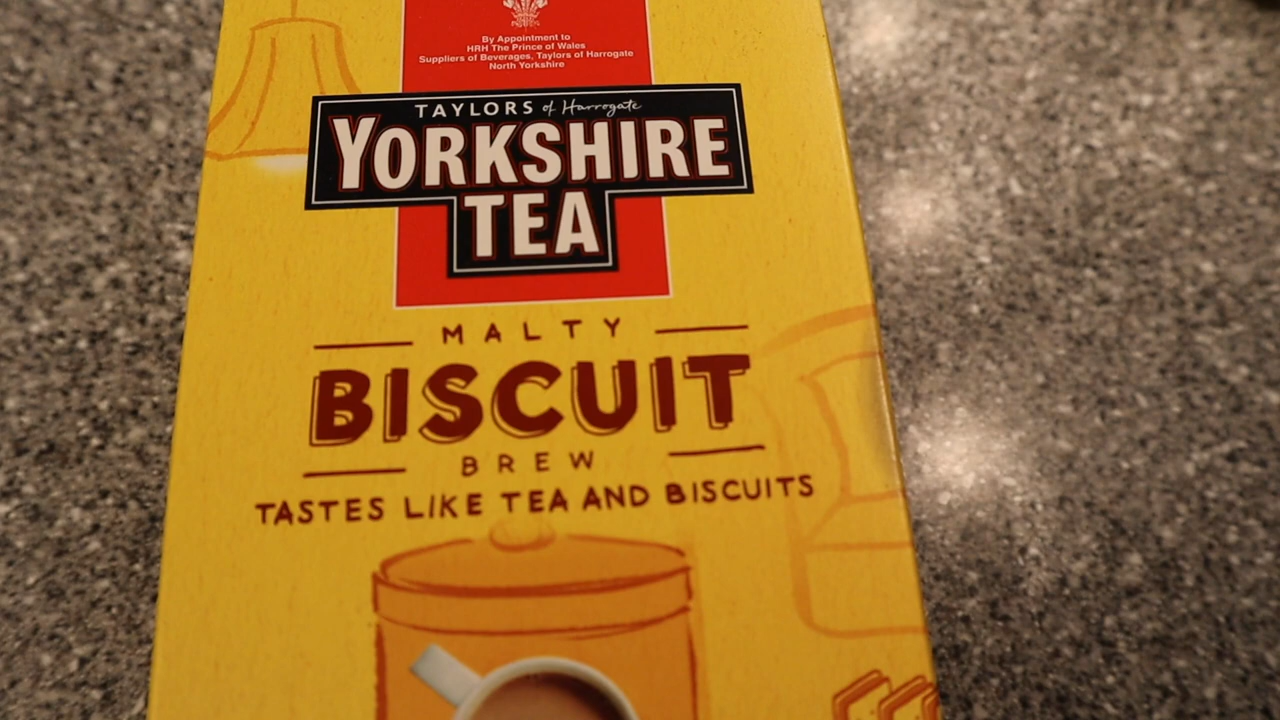 By Appointment to
HRH The Prince of Wales
Suppliers of Beverages, Taylors of Harrogate
North Yorkshire
TAYLORS of Harrogate
YORKSHIRE
TEA
MALTY
BISCUIT
BREW
TASTES LIKE TEA AND BISCUITS